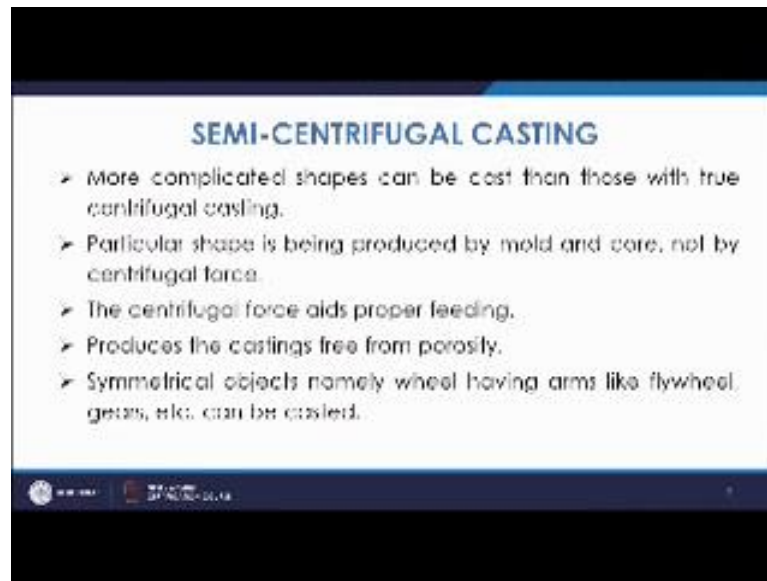 SEMI-CENTRIFUGAL CASTING
➤ More complicated shapes can be cast than those with true
centrifugal casting.
➤ Particular shape is being produced by mold and core, not by
centrifugal force.
➤ The centrifugal force aids proper feeding.
➤ Produces the castings free from porosity.
➤ Symmetrical objects namely wheel having arms like flywheel,
gears, etc. can be casted.